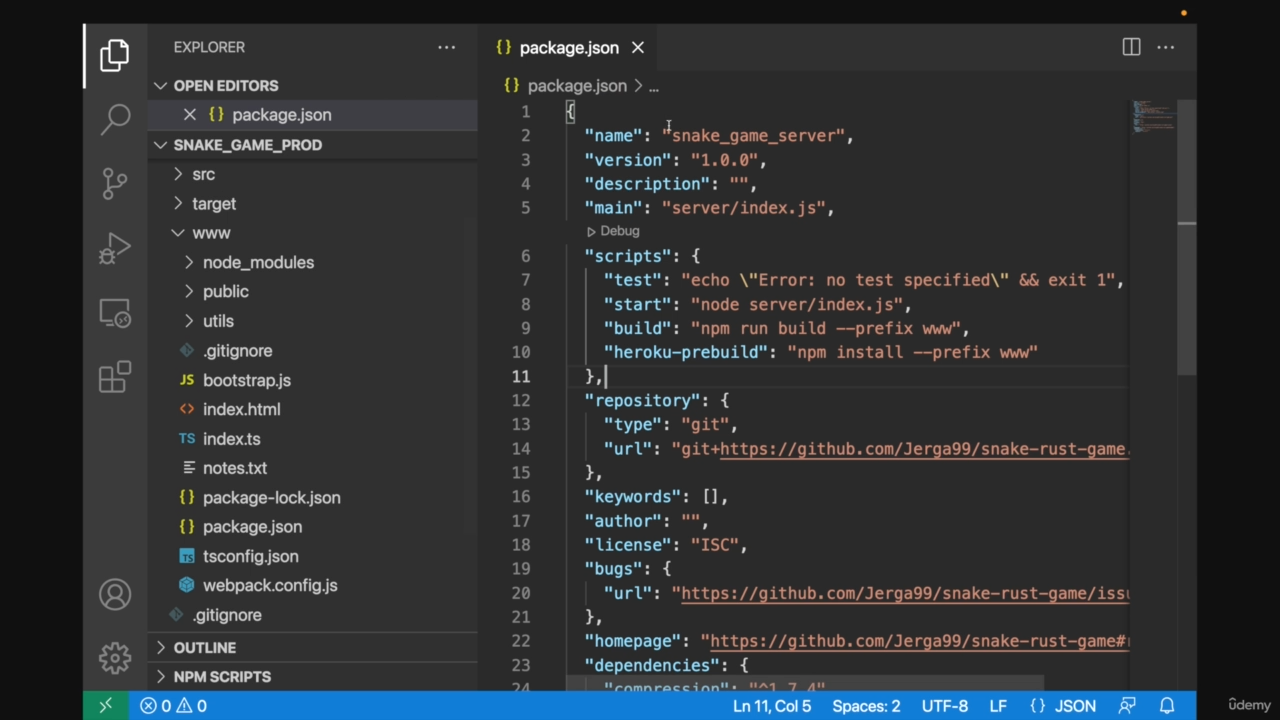 EXPLORER
OPEN EDITORS
package.json
SNAKE_GAME_PROD
src
target
www
node_modules
public
utils
.gitignore
JS bootstrap.js
index.html
TS index.ts
notes.txt
{} package-lock.json
{} package.json
TS tsconfig.json
webpack.config.js
.gitignore
OUTLINE
NPM SCRIPTS
{} package.json
{} package.json > ...
1 {
2 "name": "snake_game_server",
3 "version": "1.0.0",
4 "description": "",
5 "main": "server/index.js",
Debug
6 "scripts": {
7 "test": "echo \"Error: no test specified\" && exit 1",
8 "start": "node server/index.js",
9 "build": "npm run build --prefix www",
10 "heroku-prebuild": "npm install --prefix www"
11 },
12 "repository": {
13 "type": "git",
14 "url": "git+https://github.com/Jerga99/snake-rust-game.
15 },
16 "keywords": [],
17 "author": "",
18 "license": "ISC",
19 "bugs": {
20 "url": "https://github.com/Jerga99/snake-rust-game/issu
21 },
22 "homepage": "https://github.com/Jerga99/snake-rust-game#
23 "dependencies": {
24 "compression": "^1.7.4"
0 0 Ln 11, Col 5 Spaces: 2 UTF-8 LF {} JSON
ûdemy